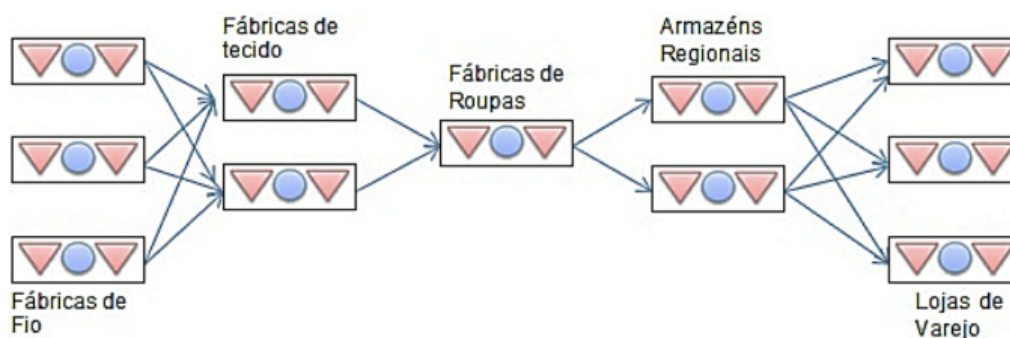 Fábricas de
tecido
Fábricas de
Roupas
Armazéns
Regionais
Fábricas de
Fio
Lojas de
Varejo